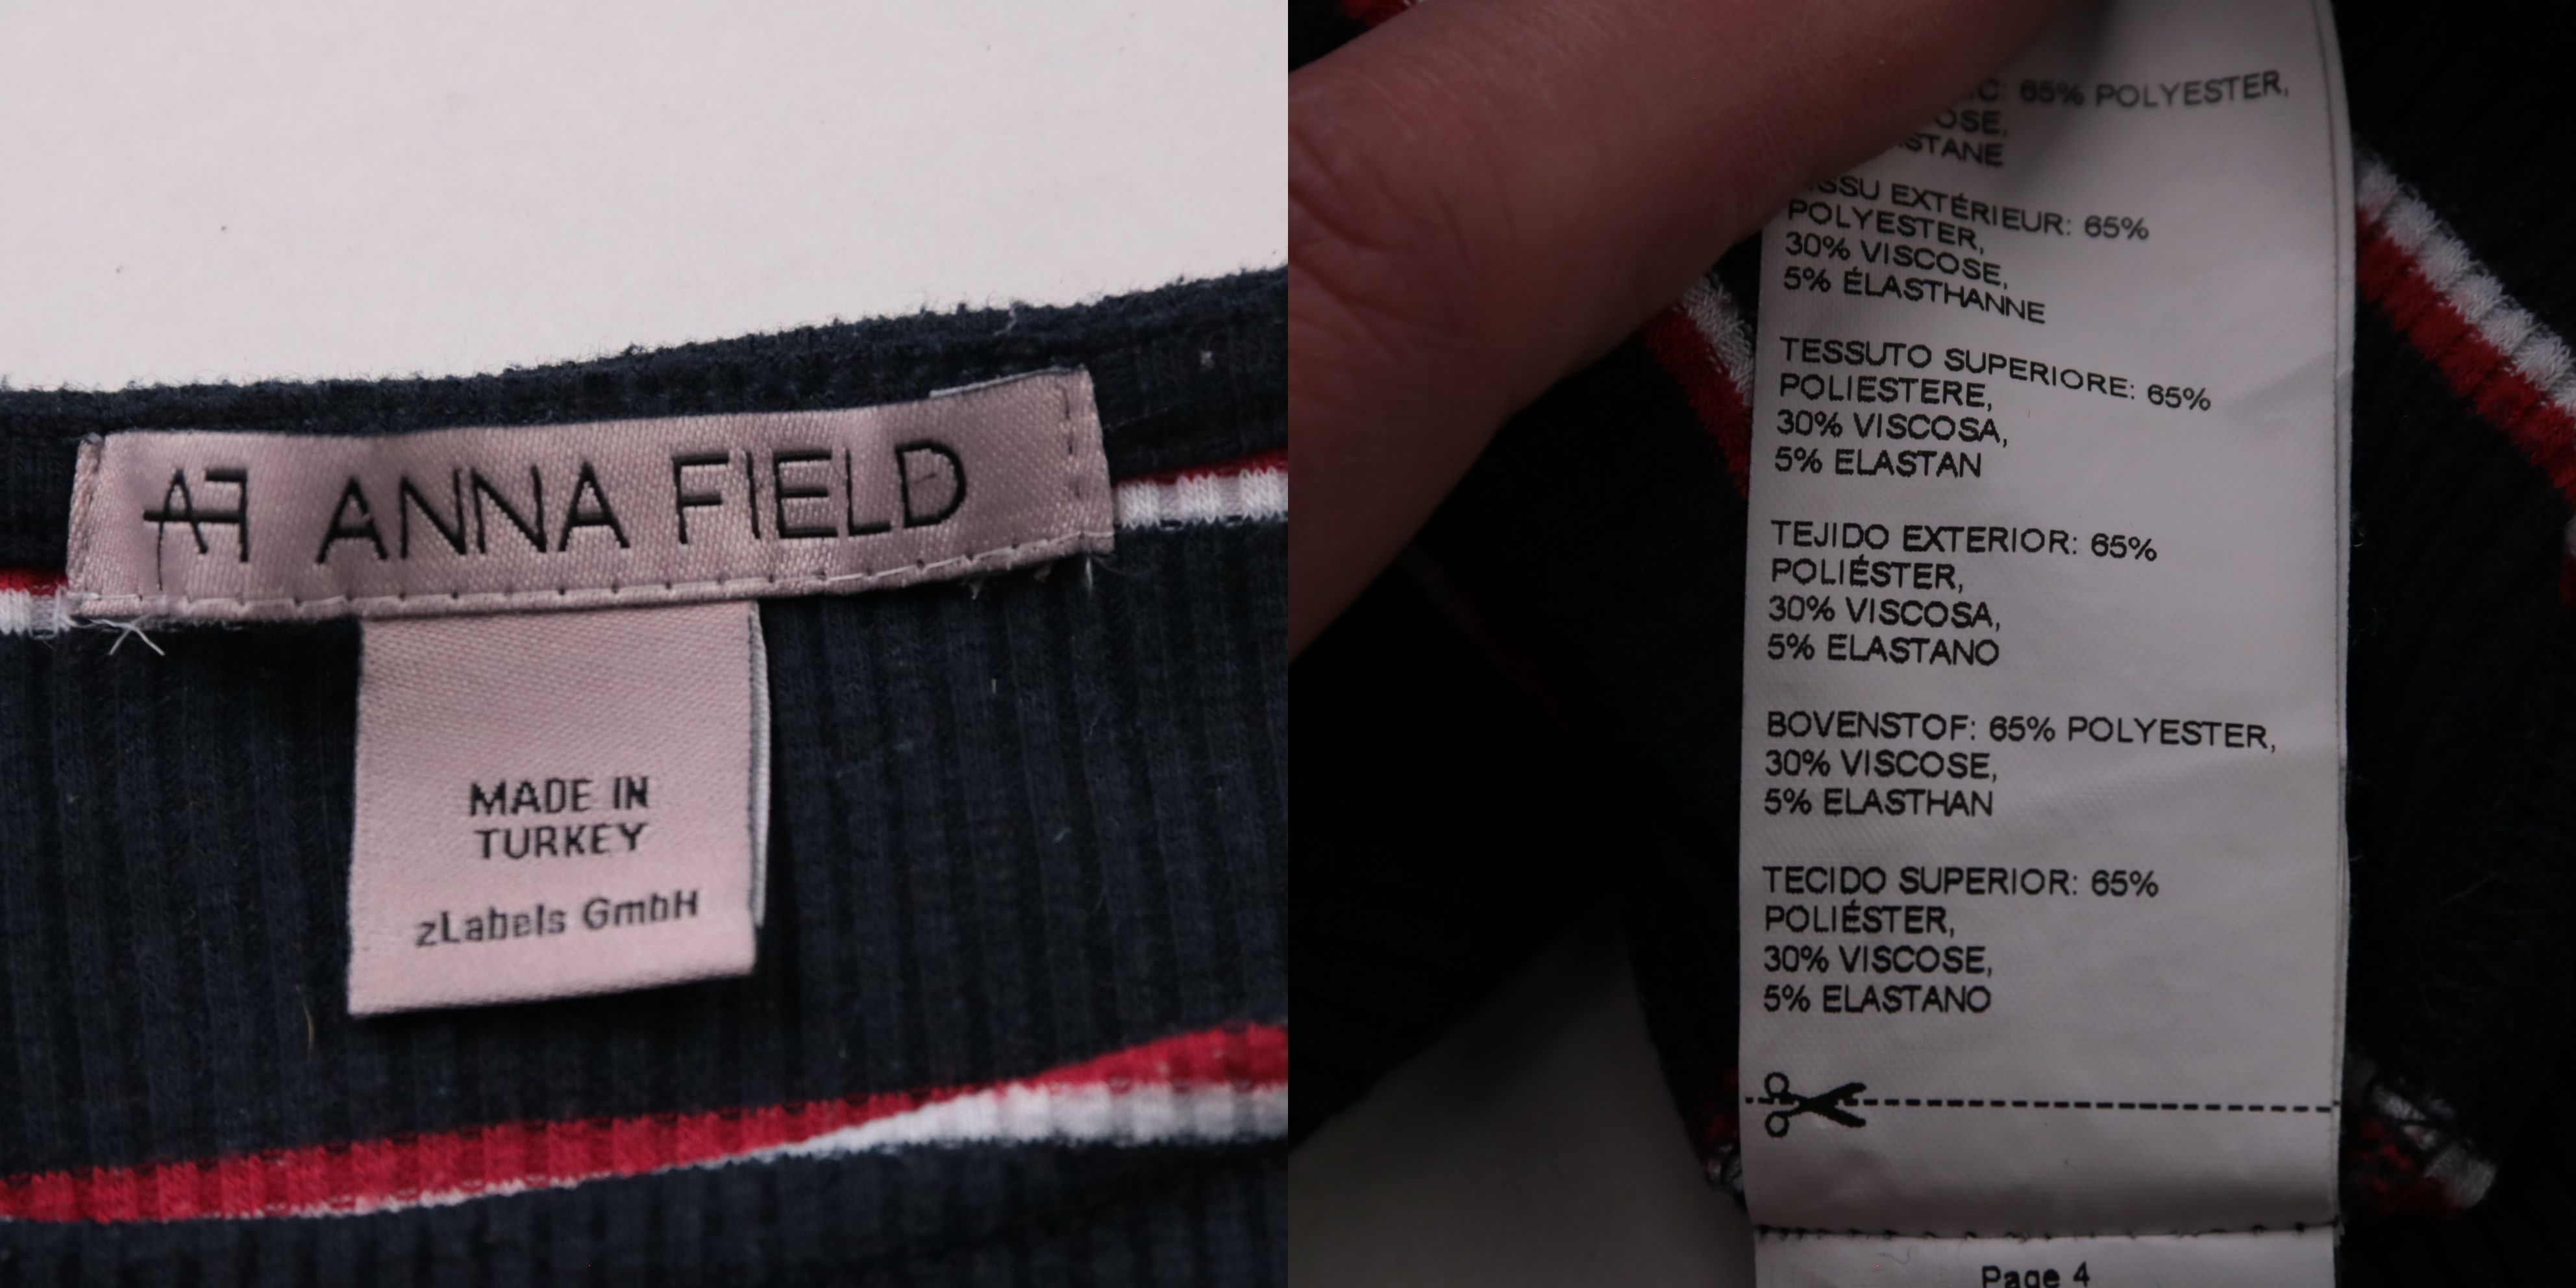 AF ANNA FIELD
MADE IN
TURKEY
zLabels GmbH
65% POLYESTER,
EXTÉRIEUR: 65%
POLYESTER,
30% VISCOSE,
5% ÉLASTHANNE
TESSUTO SUPERIORE: 65%
POLIESTERE,
30% VISCOSA,
5% ELASTAN
TEJIDO EXTERIOR: 65%
POLIÉSTER,
30% VISCOSA,
5% ELASTANO
BOVENSTOF: 65% POLYESTER,
30% VISCOSE,
5% ELASTHAN
TECIDO SUPERIOR: 65%
POLIÉSTER,
30% VISCOSE,
5% ELASTANO
Page 4